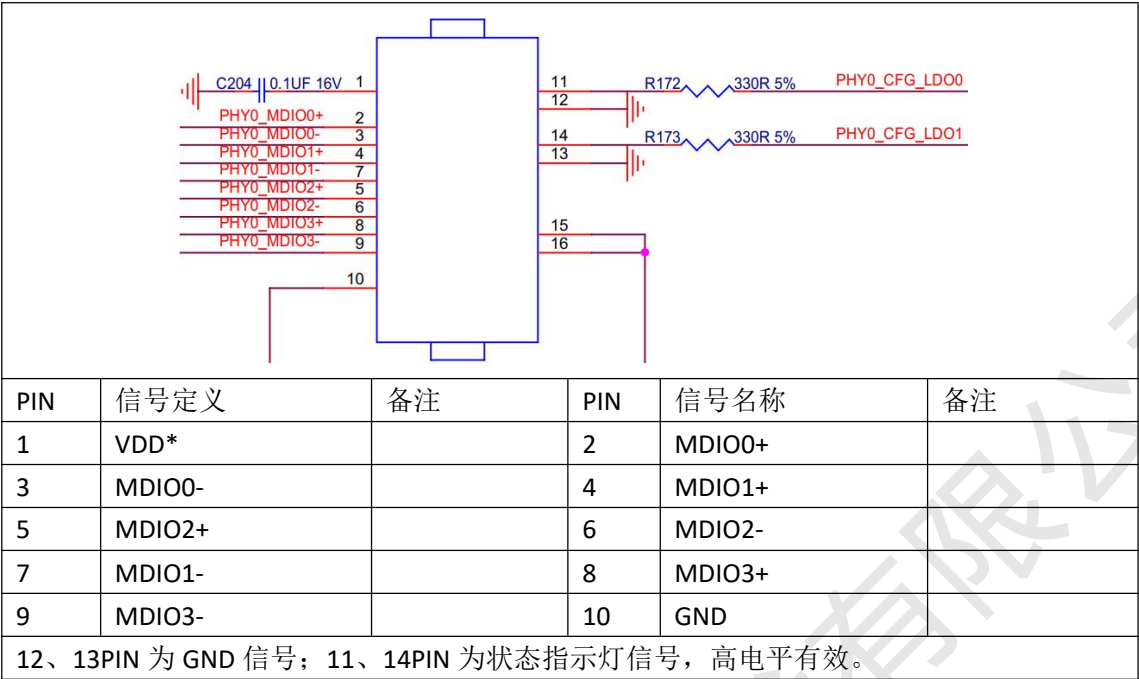 C204 0.1UF 16V 1
PHY0_MDIO0+ 2
PHY0_MDIO0- 3
PHY0_MDIO1+ 4
PHY0_MDIO1- 7
PHY0_MDIO2+ 5
PHY0_MDIO2- 6
PHY0_MDIO3+ 8
PHY0_MDIO3- 9
10
11 R172 330R 5% PHY0_CFG_LDO0
12
14 R173 330R 5% PHY0_CFG_LDO1
13
15
16
PIN 信号定义 备注 PIN 信号名称 备注
1 VDD* 2 MDIO0+
3 MDIO0- 4 MDIO1+
5 MDIO2+ 6 MDIO2-
7 MDIO1- 8 MDIO3+
9 MDIO3- 10 GND
12、13PIN 为 GND 信号；11、14PIN 为状态指示灯信号，高电平有效。
有限公